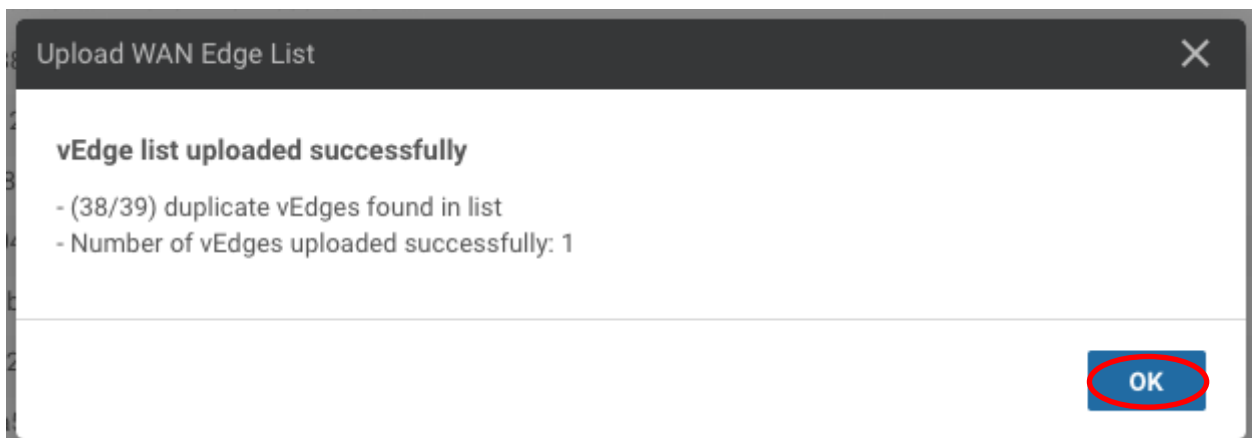 Upload WAN Edge List
vEdge list uploaded successfully
- (38/39) duplicate vEdges found in list
- Number of vEdges uploaded successfully: 1
OK